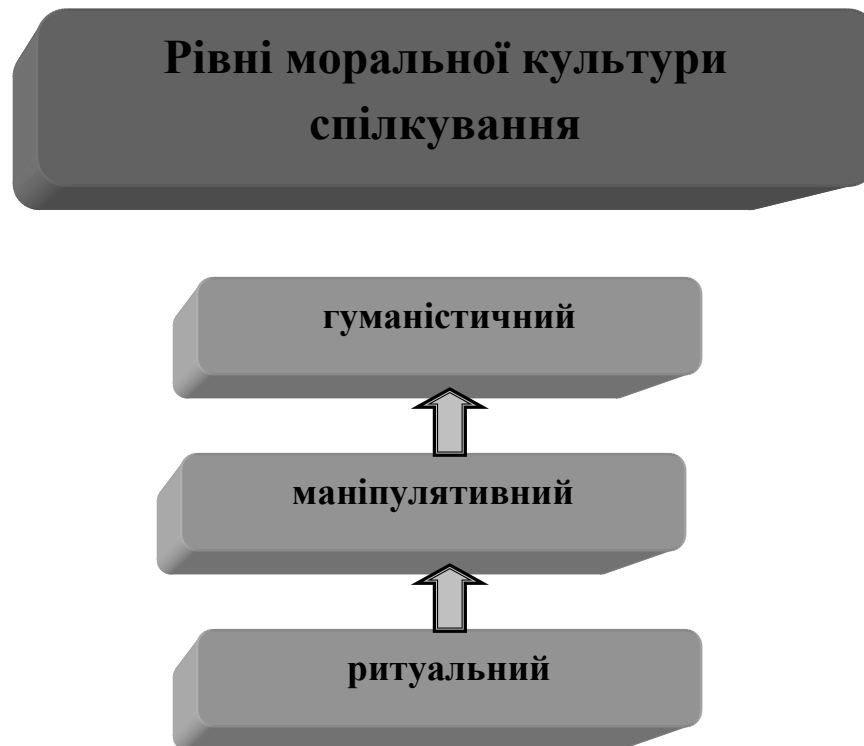 Рівні моральної культури
спілкування
гуманістичний
маніпулятивний
ритуальний